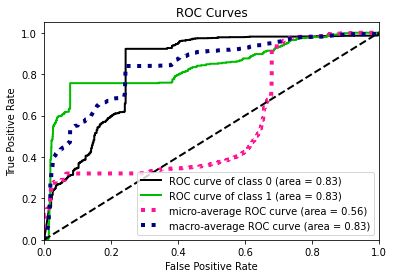 ROC Curves
True Positive Rate
1.0
0.8
0.6
0.4
0.2
0.0
ROC curve of class 0 (area = 0.83)
ROC curve of class 1 (area = 0.83)
micro-average ROC curve (area = 0.56)
macro-average ROC curve (area = 0.83)
0.0 0.2 0.4 0.6 0.8 1.0
False Positive Rate